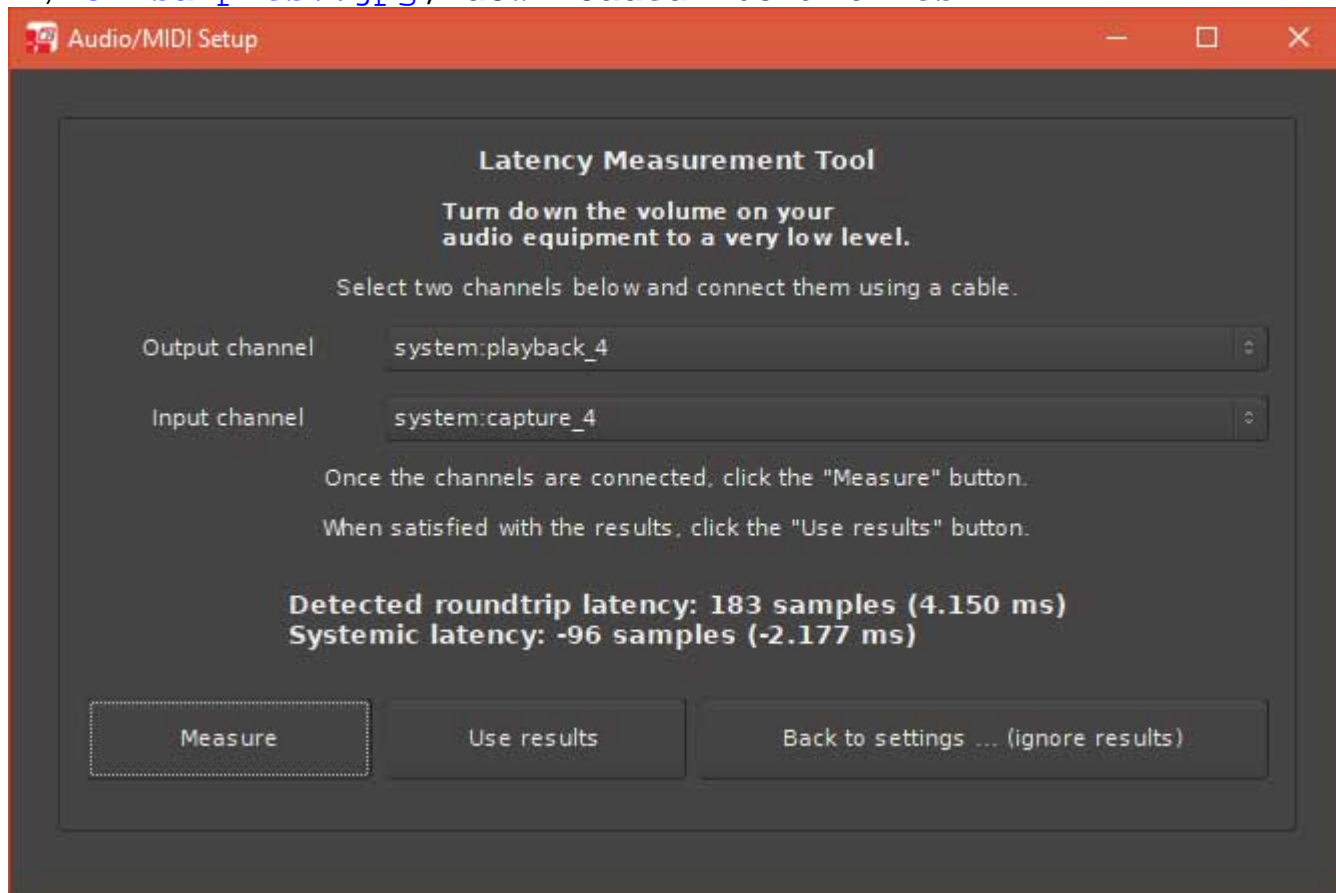 Audio/MIDI Setup
Latency Measurement Tool
Turn down the volume on your
audio equipment to a very low level.
Select two channels below and connect them using a cable.
Output channel system:playback_4
Input channel system:capture_4
Once the channels are connected, click the "Measure" button.
When satisfied with the results, click the "Use results" button.
Detected roundtrip latency: 183 samples (4.150 ms)
Systemic latency: -96 samples (-2.177 ms)
Measure Use results Back to settings ... (ignore results)